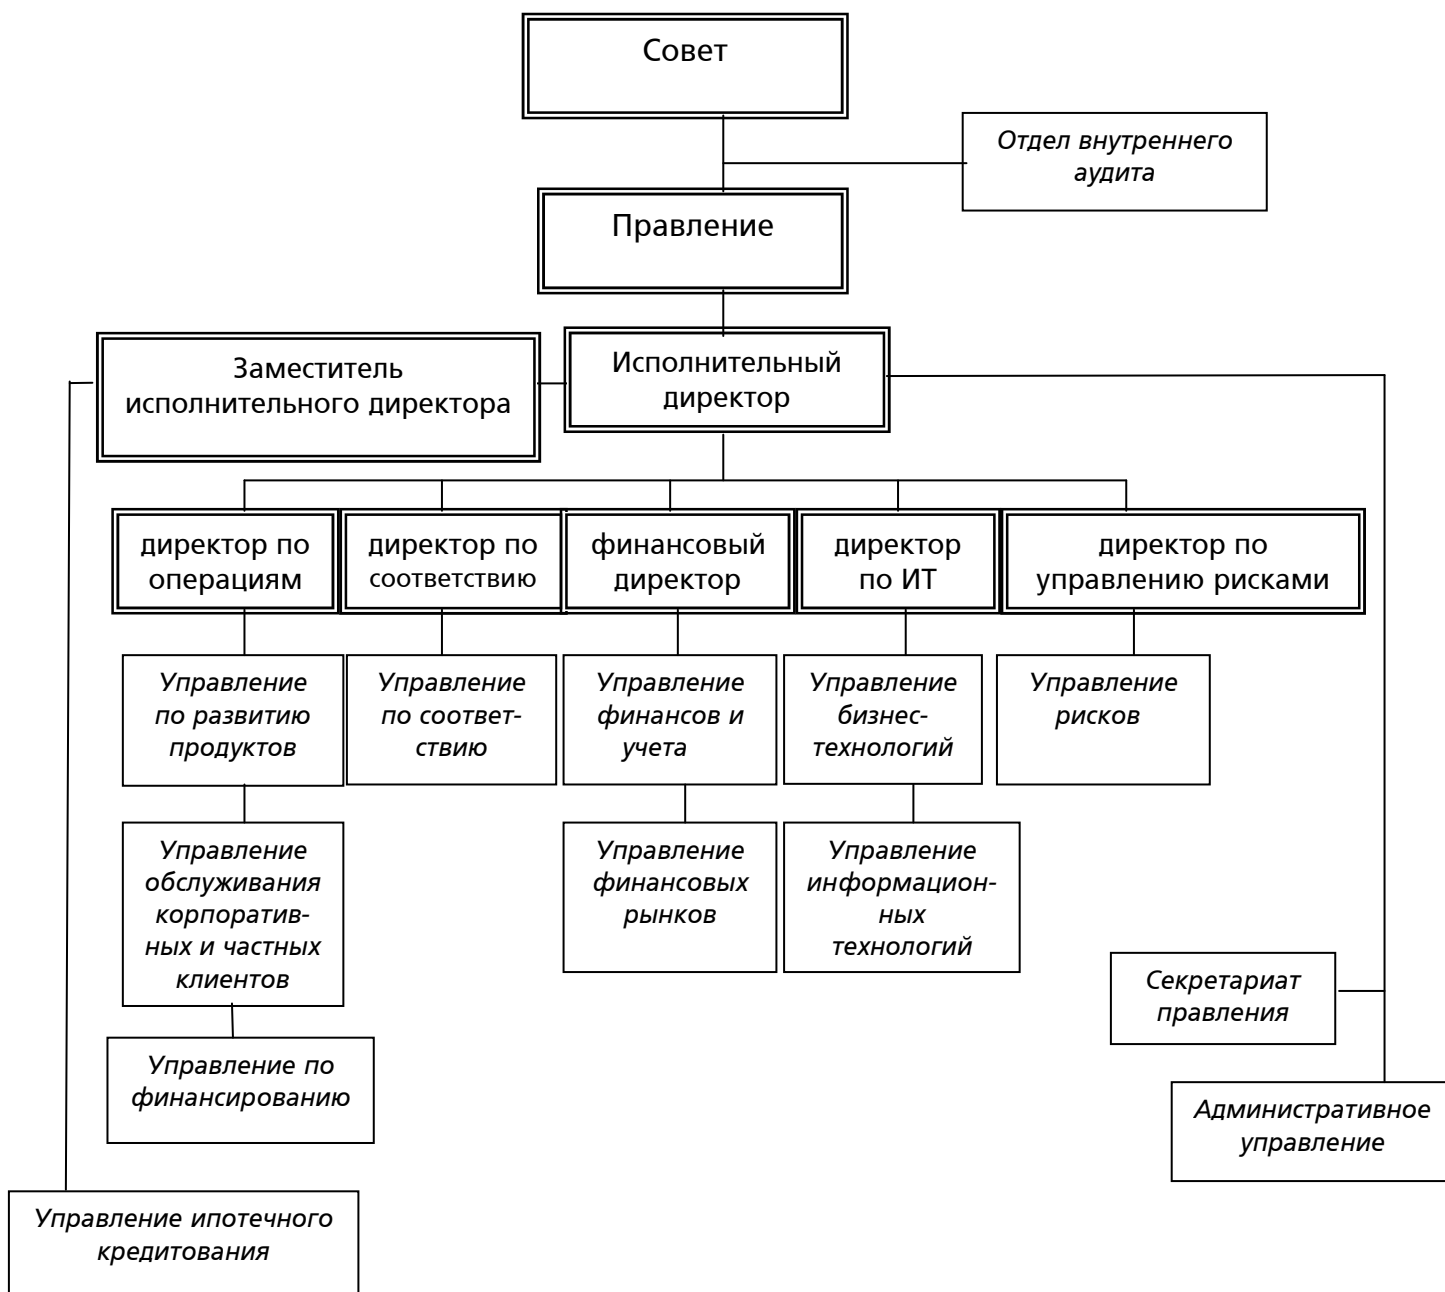 Совет
Отдел внутреннего
аудита
Правление
Заместитель
исполнительного директора
Исполнительный
директор
директор по
операциям
директор по
соответствию
финансовый
директор
директор
по ИТ
директор по
управлению рисками
Управление
по развитию
продуктов
Управление
по соответ-
ствию
Управление
финансов и
учета
Управление
бизнес-
технологий
Управление
рисков
Управление
обслуживания
корпоратив-
ных и частных
клиентов
Управление
финансовых
рынков
Управление
информацион-
ных
технологий
Секретариат
правления
Управление по
финансированию
Административное
управление
Управление ипотечного
кредитования